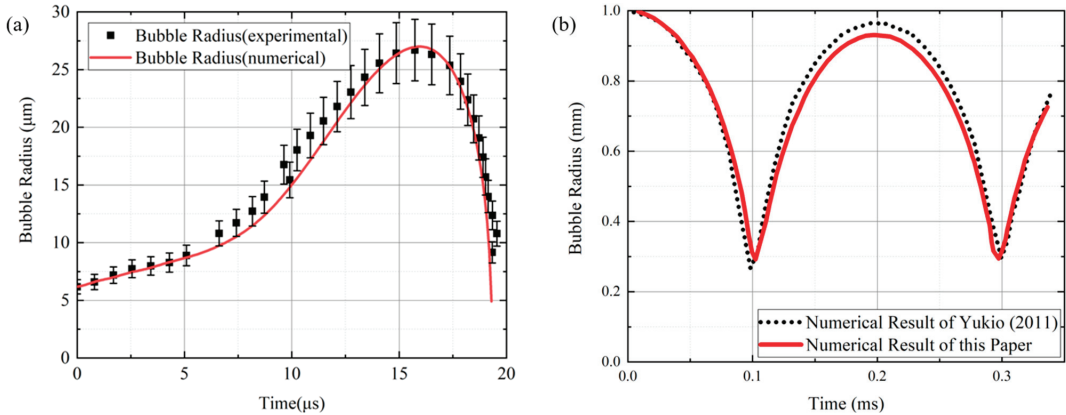 (a)
Bubble Radius(experimental)
Bubble Radius(numerical)
Bubble Radius (μm)
30
25
20
15
10
5
0
0 5 10 15 20
Time(μs)
(b)
Bubble Radius (mm)
1.0
0.8
0.6
0.4
0.2
0.0
Numerical Result of Yukio (2011)
Numerical Result of this Paper
0.0 0.1 0.2 0.3
Time (ms)